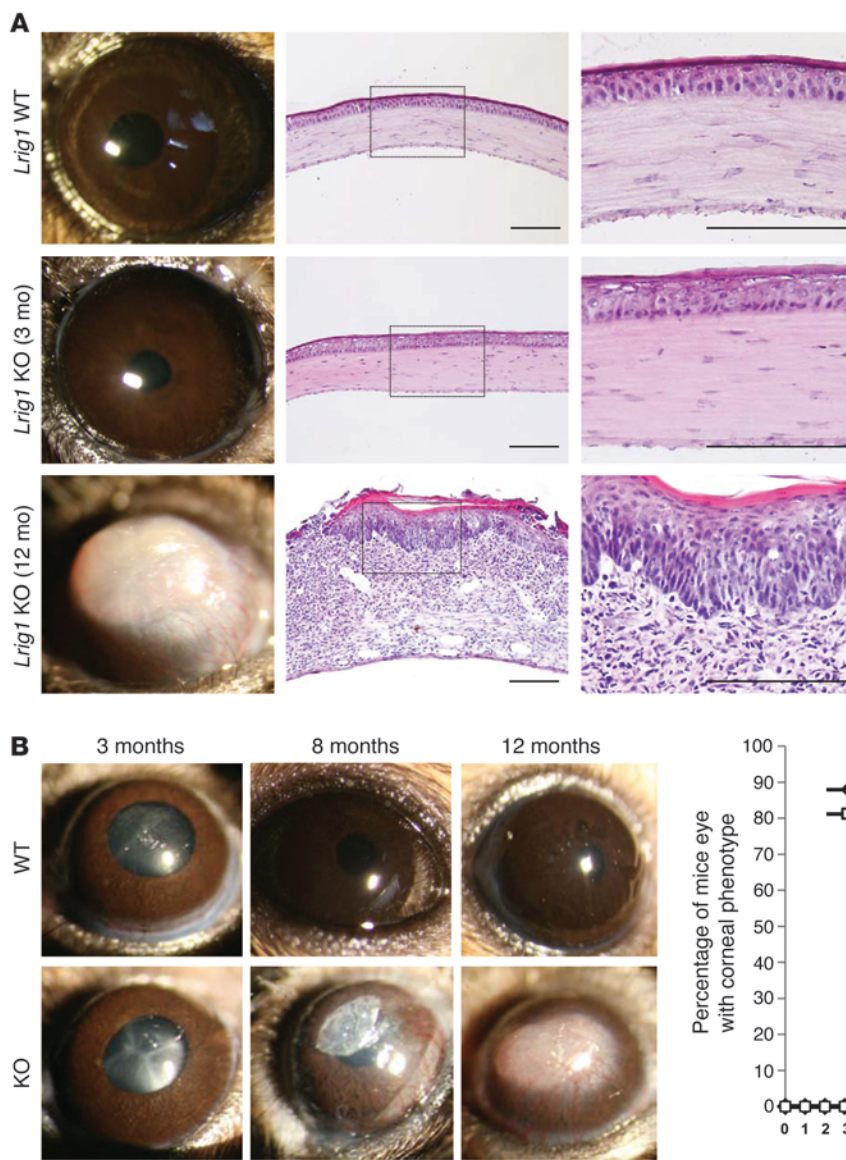 A
Lrig1 WT
Lrig1 KO (3 mo)
Lrig1 KO (12 mo)
B
3 months
8 months
12 months
WT
KO
Percentage of mice eye
with corneal phenotype
100
90
80
70
60
50
40
30
20
10
0
0 1 2 3